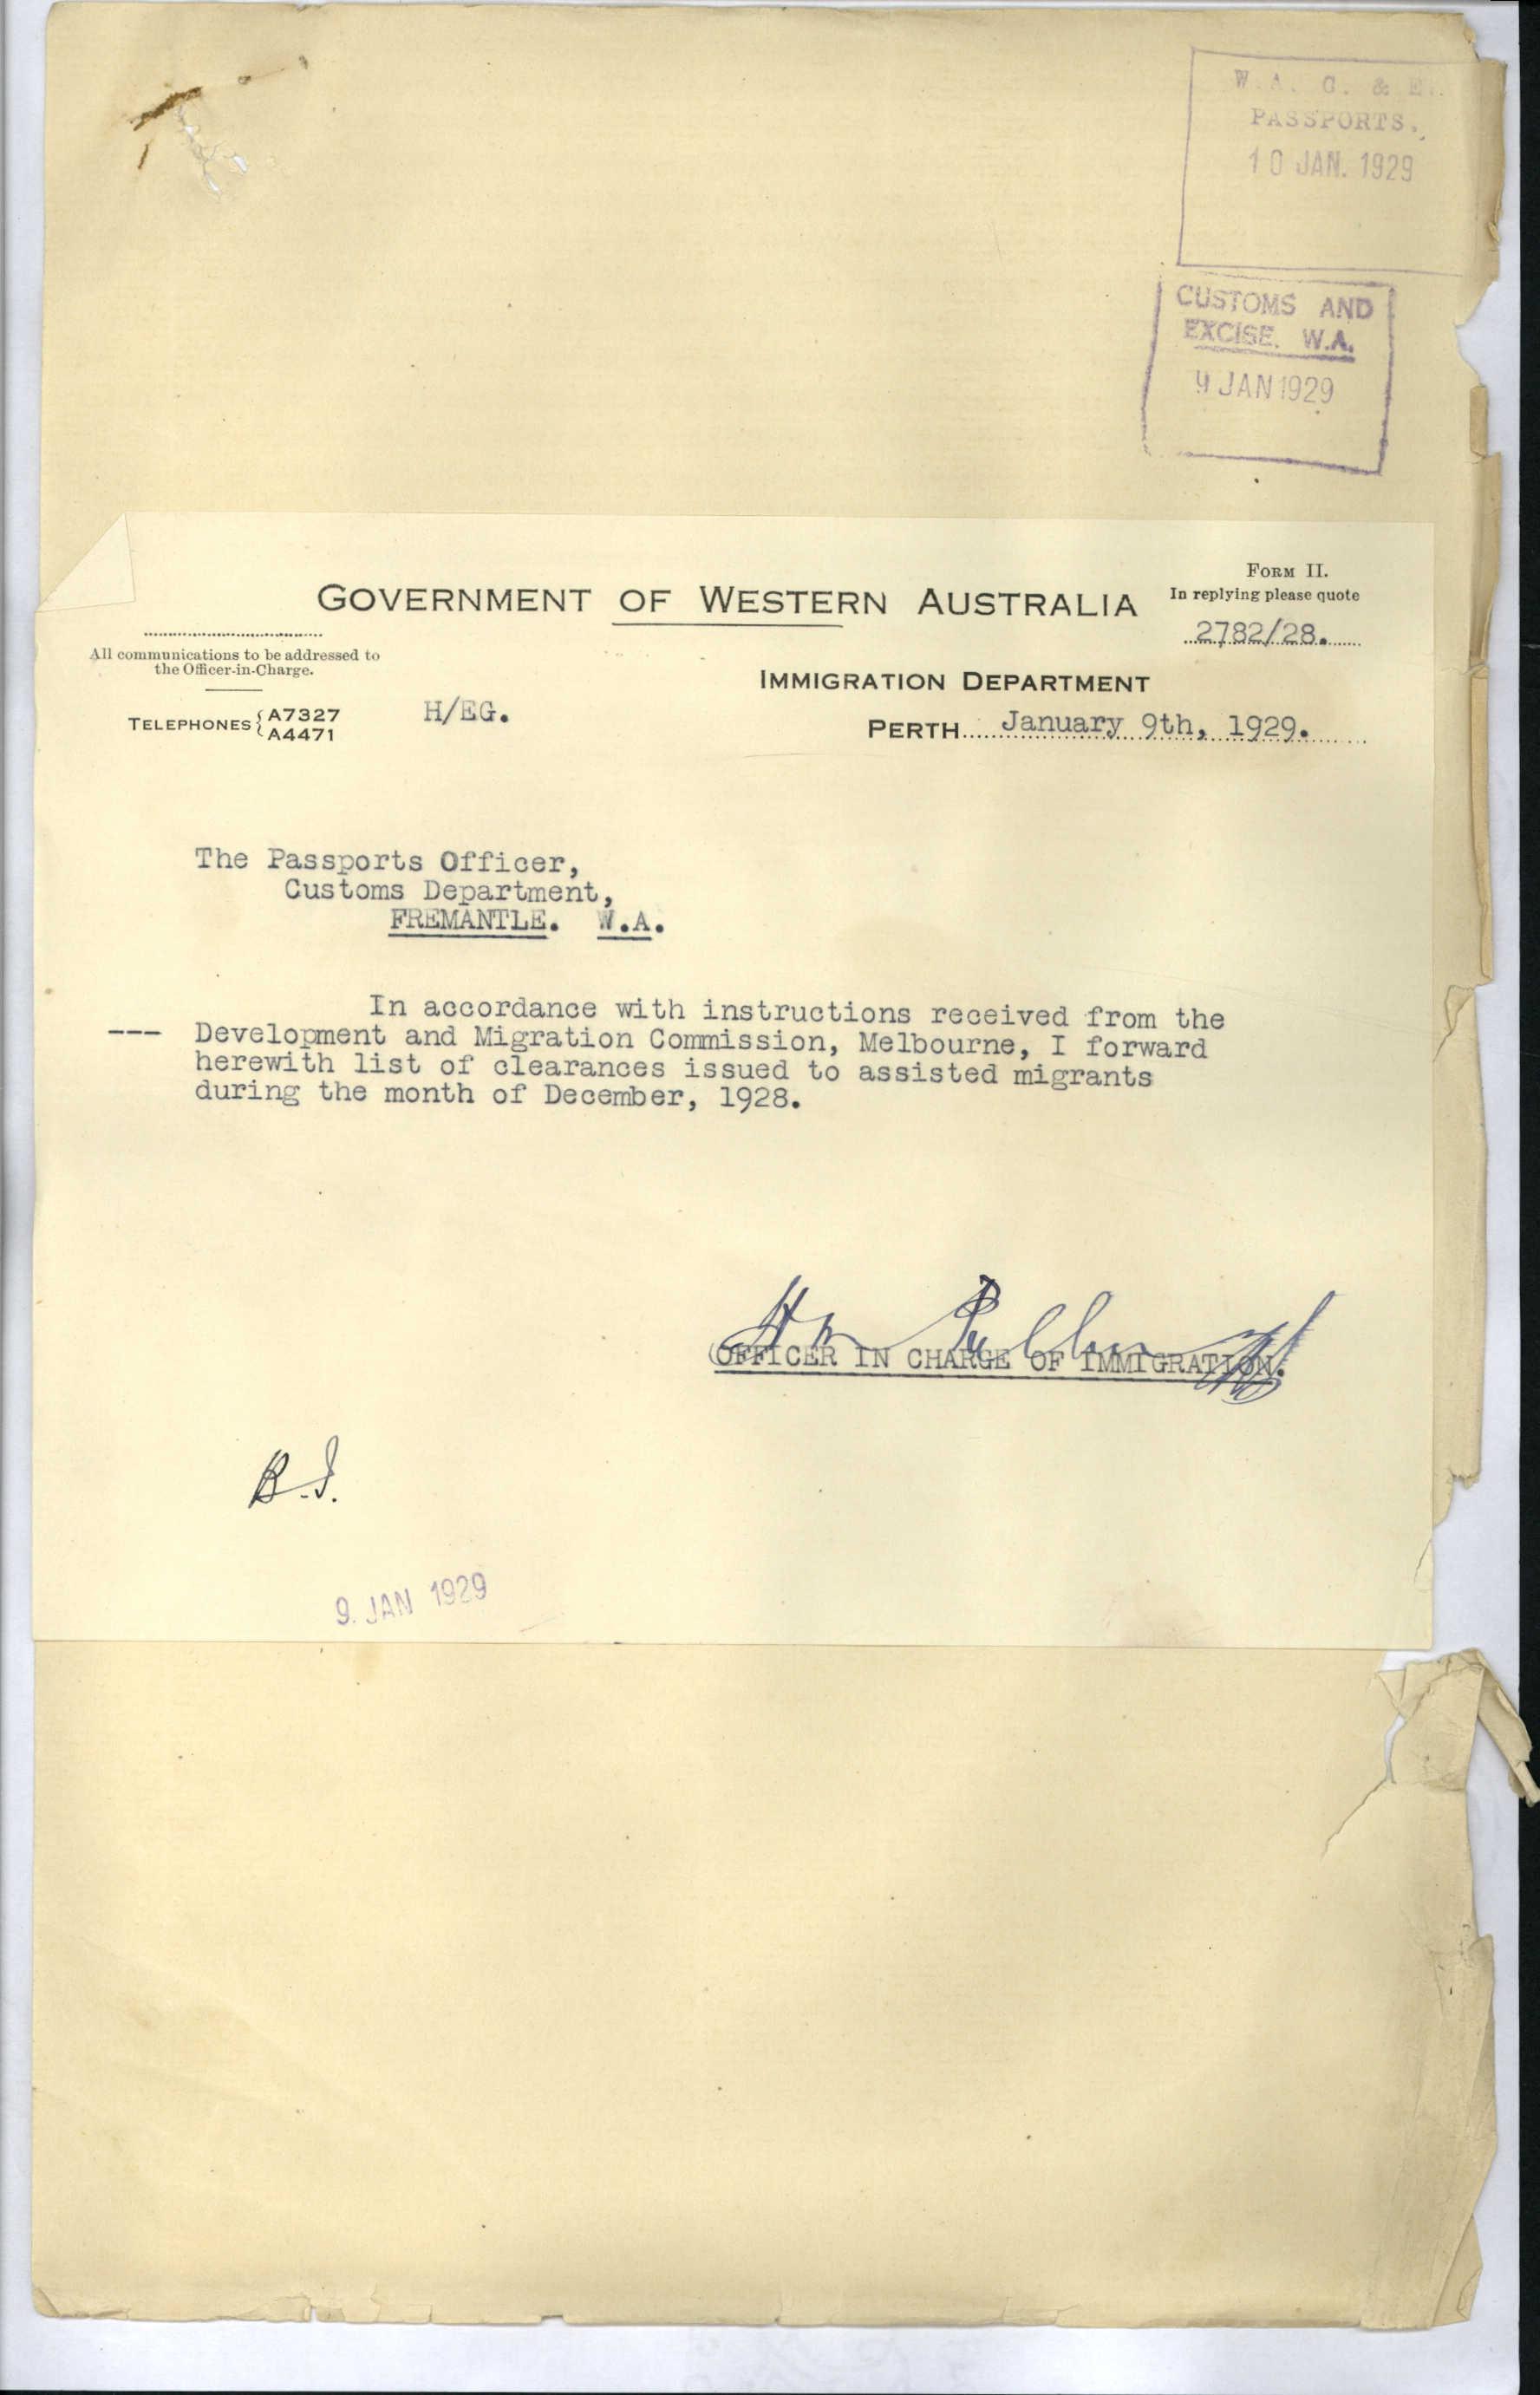 W.A. C. & E.
PASSPORTS.
10 JAN. 1929
CUSTOMS AND
EXCISE. W.A.
9 JAN 1929
FORM II.
GOVERNMENT OF WESTERN AUSTRALIA
In replying please quote
2782/28.
All communications to be addressed to
the Officer-in-Charge.
IMMIGRATION DEPARTMENT
TELEPHONES { A7327
A4471
H/EG.
PERTH January 9th, 1929.
The Passports Officer,
Customs Department,
FREMANTLE. W.A.
In accordance with instructions received from the
--- Development and Migration Commission, Melbourne, I forward
herewith list of clearances issued to assisted migrants
during the month of December, 1928.
(OFFICER IN CHARGE OF IMMIGRATION.
9. JAN 1929